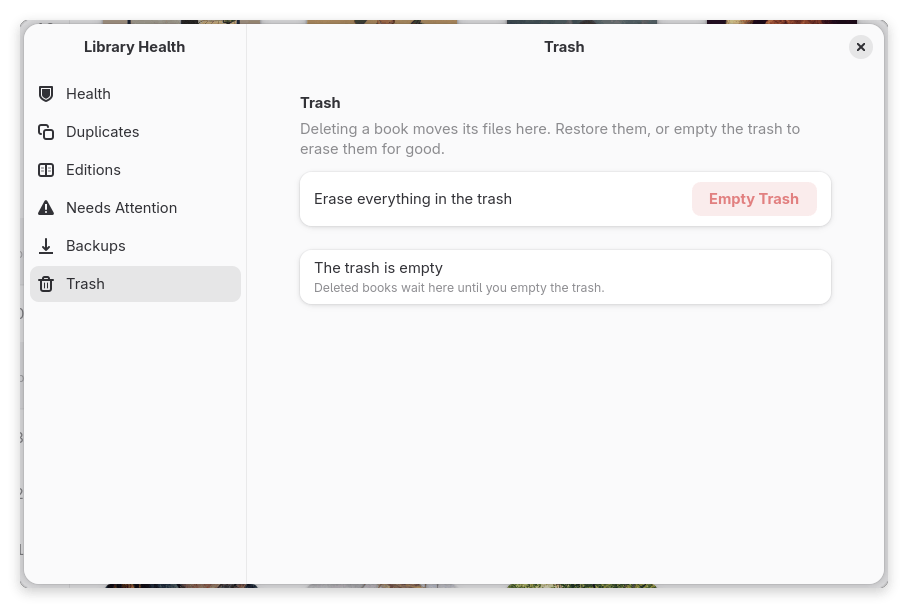 Library Health
Health
Duplicates
Editions
Needs Attention
Backups
Trash
Trash
Trash
Deleting a book moves its files here. Restore them, or empty the trash to
erase them for good.
Erase everything in the trash
Empty Trash
The trash is empty
Deleted books wait here until you empty the trash.